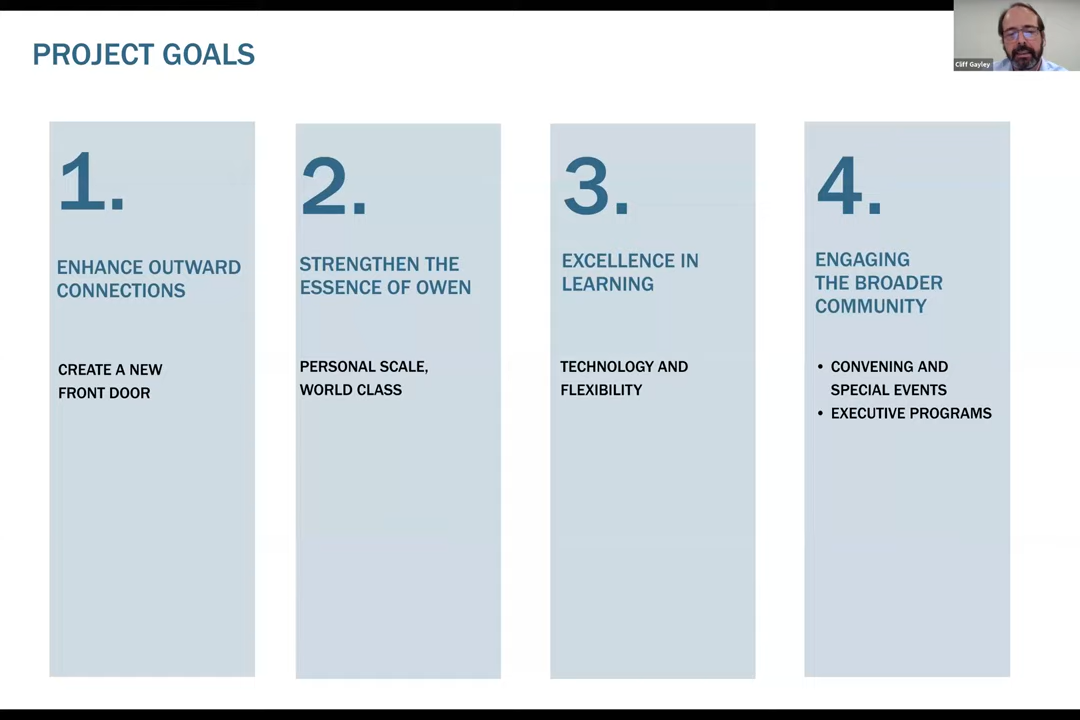 PROJECT GOALS
Cliff Gayley
1.
ENHANCE OUTWARD
CONNECTIONS
CREATE A NEW
FRONT DOOR
2.
STRENGTHEN THE
ESSENCE OF OWEN
PERSONAL SCALE,
WORLD CLASS
3.
EXCELLENCE IN
LEARNING
TECHNOLOGY AND
FLEXIBILITY
4.
ENGAGING
THE BROADER
COMMUNITY
• CONVENING AND
SPECIAL EVENTS
• EXECUTIVE PROGRAMS